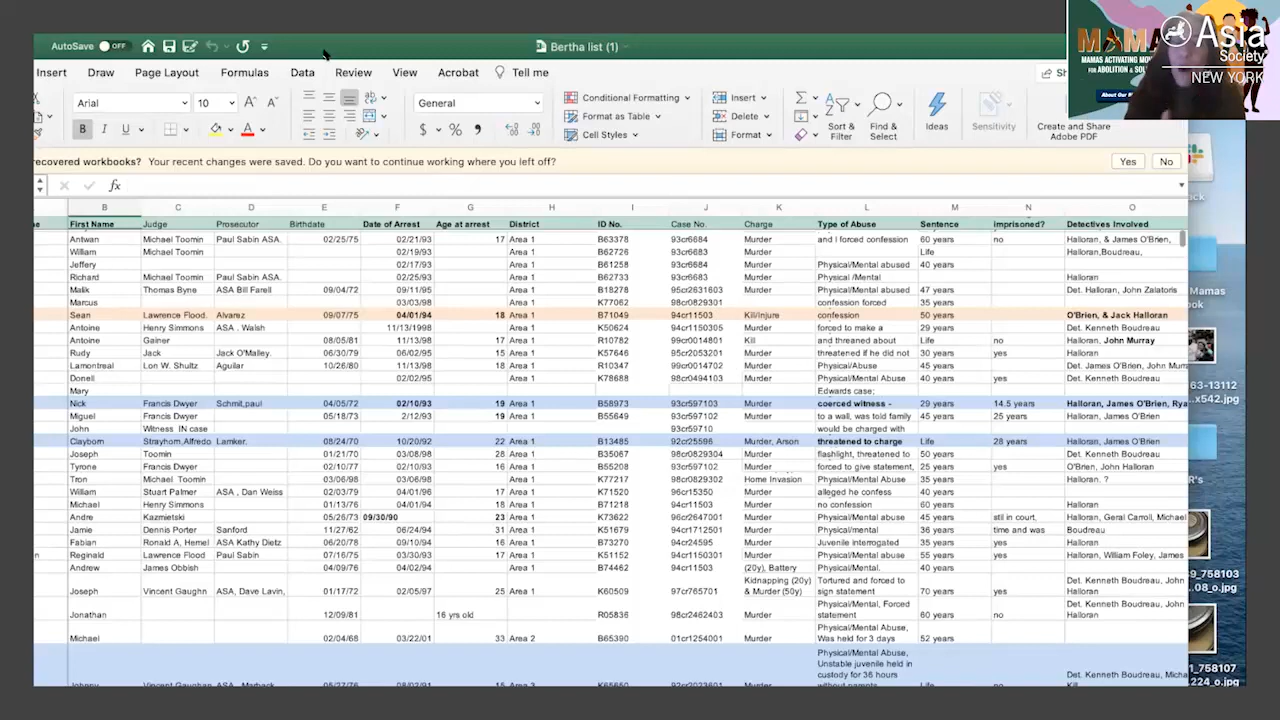 AutoSave OFF Bertha list (1)
Insert Draw Page Layout Formulas Data Review View Acrobat Tell me
Arial 10 General Conditional Formatting Insert
Format as Table Delete
Cell Styles Format
B I U Sort & Filter Find & Select Ideas Sensitivity Create and Share Adobe PDF
recovered workbooks? Your recent changes were saved. Do you want to continue working where you left off? Yes No
fx
B C D E F G H I J K L M N O
First Name Judge Prosecutor Birthdate Date of Arrest Age at arrest District ID No. Case No. Charge Type of Abuse Sentence Imprisoned? Detectives Involved
Antwan Michael Toomin Paul Sabin ASA. 02/25/75 02/21/93 17 Area 1 B63378 93cr6684 Murder and I forced confession 60 years no Halloran, & James O'Brien,
William Michael Toomin 02/19/93 Area 1 B62726 93cr6683 Life Halloran,Boudreau,
Jeffery 02/17/93 Area 1 B61258 93cr6684 Murder Physical/Mental abused 40 years
Richard Michael Toomin Paul Sabin ASA. 02/25/93 Area 1 B62733 93cr6683 Murder Physical /Mental Halloran
Malik Thomas Byne ASA Bill Farell 09/04/72 09/11/95 Area 1 B18278 95cr2631603 Murder Physical/Mental abused 47 years Det. Halloran, John Zalatoris
Marcus 03/03/98 Area 1 K77062 98cr0829301 confession forced 35 years
Sean Lawrence Flood. Alvarez 09/07/75 04/01/94 18 Area 1 B71049 94cr11503 Kill/Injure confession 50 years O'Brien, & Jack Halloran
Antoine Henry Simmons ASA . Walsh 11/13/1998 Area 1 K50624 94cr1150305 Murder forced to make a 29 years Det. Kenneth Boudreau
Antoine Gainer 08/05/81 11/13/98 17 Area 1 R10782 99cr0014801 Kill and threaned about Life no Halloran, John Murray
Rudy Jack Jack O'Malley. 06/30/79 06/02/95 15 Area 1 K57646 95cr2053201 Murder threatened if he did not 30 years yes Halloran
Lamontreal Lon W. Shultz Aguilar 10/26/80 11/13/98 18 Area 1 R10347 99cr0014702 Murder Physical/Abuse 45 years Det. James O'Brien, John Murr
Donell 02/02/95 Area 1 K78688 98cr0494103 Murder Physical/Mental Abuse 40 years yes Det. Kenneth Boudreau
Mary Edwards case;
Nick Francis Dwyer Schmit,paul 04/05/72 02/10/93 19 Area 1 B58973 93cr597103 Murder coerced witness - 29 years 14.5 years Halloran, James O'Brien, Rya
Miguel Francis Dwyer 05/18/73 2/12/93 19 Area 1 B55649 93cr597103 Murder to a wall, was told family 45 years 25 years Halloran, James O'Brien
John Witness IN case 93cr59710 would be charged with
Clayborn Strayhorn,Alfredo Lamker. 08/24/70 10/20/92 22 Area 1 B13485 92cr25596 Murder, Arson threatened to charge Life 28 years Halloran, James O'Brien
Joseph Toomin 01/21/70 03/08/98 28 Area 1 B35067 98cr0829304 Murder flashlight, threatened to 50 years Det. Kenneth Boudreau
Tyrone Francis Dwyer 02/10/77 02/10/93 16 Area 1 B55208 93cr597102 Murder forced to give statement, 25 years yes O'Brien, John Halloran
Tron Michael Toomin 03/06/98 03/06/98 Area 1 K77217 98cr0829302 Home Invasion Halloran. ?
William Stuart Palmer ASA , Dan Weiss 02/03/79 04/01/96 17 Area 1 K71520 96cr15350 Murder alleged he confess 40 years
Michael Henry Simmons 01/13/76 04/01/94 18 Area 1 B71218 94cr11503 Murder no confession 60 years Halloran
Andre Kazmietski 05/26/73 09/30/90 23 Area 1 K73622 96cr2647001 Murder Physical/Mental abuse 45 years stil in court, Halloran, Geral Carroll, Michael
Jamie Dennis Porter Sanford 11/27/62 06/24/94 31 Area 1 K51679 94cr1712501 Murder Physical/mental 36 years time and was Boudreau
Fabian Ronald A, Hemel ASA Kathy Dietz 06/20/78 09/10/94 16 Area 1 B73270 94cr24595 Murder Juvenile interrogated 35 years yes Halloran
Reginald Lawrence Flood Paul Sabin 07/16/75 03/30/93 17 Area 1 K51152 94cr1150301 Murder Physical/Mental abuse 55 years yes Halloran, William Foley, James
Andrew James Obbish 04/09/76 04/02/94 Area 1 B74462 94cr11503 (20y), Battery Physical/Mental. 40 years
Joseph Vincent Gaughn ASA, Dave Lavin, 01/17/72 02/05/97 25 Area 1 K60509 97cr765701 Kidnapping (20y) & Murder (50y) Tortured and forced to sign statement 70 years yes Det. Kenneth Boudreau, John Halloran
Jonathan 12/09/81 16 yrs old R05836 98cr2462403 Murder Physical/Mental, Forced statement 60 years no Det. Kenneth Boudreau, John Halloran
Michael 02/04/68 03/22/01 33 Area 2 B65390 01cr1254001 Murder Physical/Mental Abuse, Was held for 3 days 52 years
Physical/Mental Abuse,
Unstable juvenile held in
custody for 36 hours
Det. Kenneth Boudreau, Micha
Asia
Society
NEW YORK
MAMAS ACTIVATING
FOR ABOLITION &
Mamas
63-13112
x542.jpg
R's
9_758103
08_o.jpg
1_758107
224_o.jpg